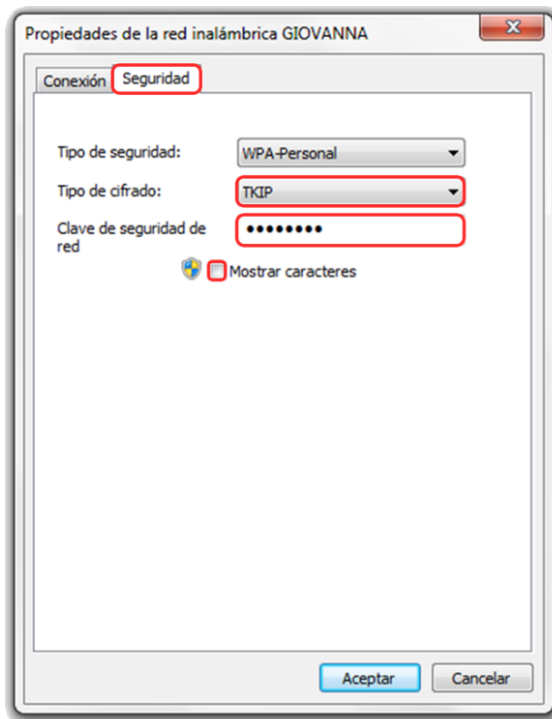 Propiedades de la red inalámbrica GIOVANNA
Conexión Seguridad
Tipo de seguridad: WPA-Personal
Tipo de cifrado: TKIP
Clave de seguridad de
red
••••••••
Mostrar caracteres
Aceptar Cancelar